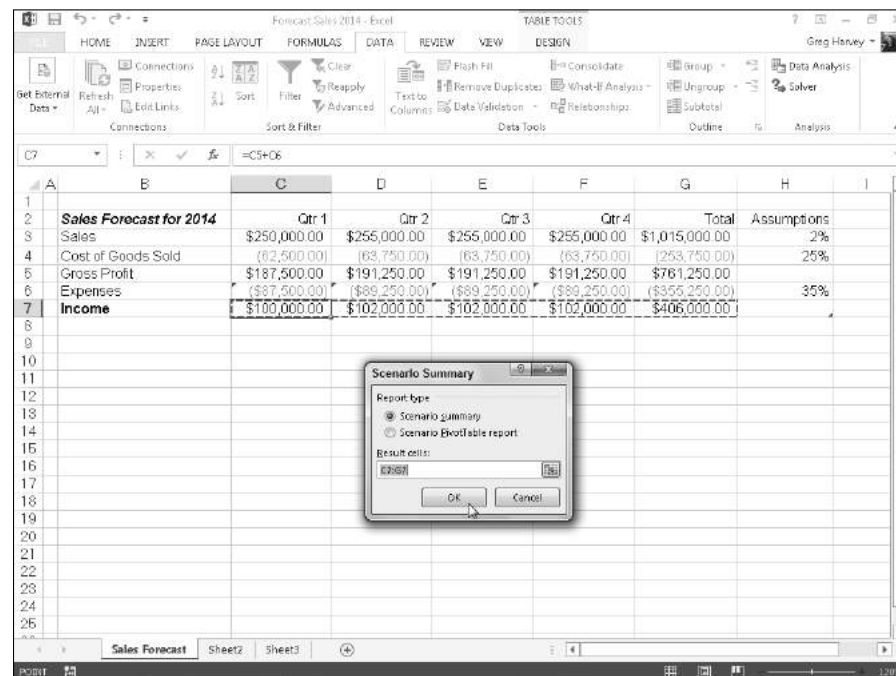 Forecast Sales 2014 - Excel
TABLE TOOLS
HOME INSERT PAGE LAYOUT FORMULAS DATA REVIEW VIEW DESIGN
Greg Harvey
Get External Data
Refresh All
Connections
Properties
Edit Links
Connections
Sort
Filter
Clear
Reapply
Advanced
Sort & Filter
Text to Columns
Flash Fill
Remove Duplicates
Data Validation
Consolidate
What-If Analysis
Relationships
Data Tools
Group
Ungroup
Subtotal
Outline
Data Analysis
Solver
Analysis
C7 fx =C5+C6
A B C D E F G H I
1
2 Sales Forecast for 2014 Qtr 1 Qtr 2 Qtr 3 Qtr 4 Total Assumptions
3 Sales $250,000.00 $255,000.00 $255,000.00 $255,000.00 $1,015,000.00 2%
4 Cost of Goods Sold (62,500.00) (63,750.00) (63,750.00) (63,750.00) (253,750.00) 25%
5 Gross Profit $187,500.00 $191,250.00 $191,250.00 $191,250.00 $761,250.00
6 Expenses ($87,500.00) ($89,250.00) ($89,250.00) ($89,250.00) ($355,250.00) 35%
7 Income $100,000.00 $102,000.00 $102,000.00 $102,000.00 $406,000.00
8
9
10
11
12
13
14
15
16
17
18
19
20
21
22
23
24
25
Scenario Summary
Report type
Scenario summary
Scenario PivotTable report
Result cells:
C7:G7
OK Cancel
Sales Forecast Sheet2 Sheet3
POINT